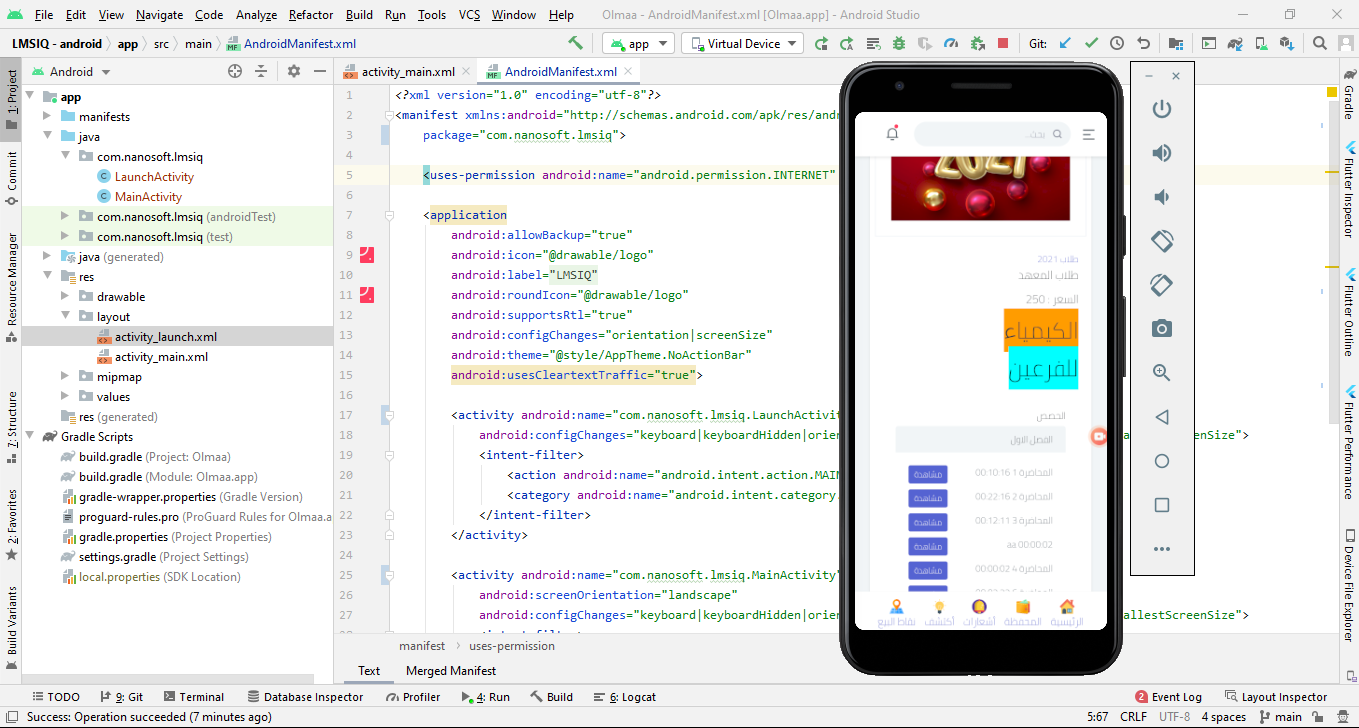 File Edit View Navigate Code Analyze Refactor Build Run Tools VCS Window Help Olmaa - AndroidManifest.xml [Olmaa.app] - Android Studio
LMSIQ - android app src main AndroidManifest.xml app Virtual Device Git:
Android activity_main.xml AndroidManifest.xml
1: Project
Commit
Resource Manager
7: Structure
2: Favorites
Build Variants
app
manifests
java
com.nanosoft.lmsiq
LaunchActivity
MainActivity
com.nanosoft.lmsiq (androidTest)
com.nanosoft.lmsiq (test)
java (generated)
res
drawable
layout
activity_launch.xml
activity_main.xml
mipmap
values
res (generated)
Gradle Scripts
build.gradle (Project: Olmaa)
build.gradle (Module: Olmaa.app)
gradle-wrapper.properties (Gradle Version)
proguard-rules.pro (ProGuard Rules for Olmaa.a
gradle.properties (Project Properties)
settings.gradle (Project Settings)
local.properties (SDK Location)
1 <?xml version="1.0" encoding="utf-8"?>
2 <manifest xmlns:android="http://schemas.android.com/apk/res/andr
3 package="com.nanosoft.lmsiq">
4
5 <uses-permission android:name="android.permission.INTERNET"
6
7 <application
8 android:allowBackup="true"
9 android:icon="@drawable/logo"
10 android:label="LMSIQ"
11 android:roundIcon="@drawable/logo"
12 android:supportsRtl="true"
13 android:configChanges="orientation|screenSize"
14 android:theme="@style/AppTheme.NoActionBar"
15 android:usesCleartextTraffic="true">
16
17 <activity android:name="com.nanosoft.lmsiq.LaunchActivit
18 android:configChanges="keyboard|keyboardHidden|orien allestScreenSize">
19 <intent-filter>
20 <action android:name="android.intent.action.MAIN
21 <category android:name="android.intent.category.
22 </intent-filter>
23 </activity>
24
25 <activity android:name="com.nanosoft.lmsiq.MainActivity"
26 android:screenOrientation="landscape"
27 android:configChanges="keyboard|keyboardHidden|orien allestScreenSize">
manifest uses-permission
Text Merged Manifest
بحث...
2021
طلاب 2021
طلاب المعهد
السعر : 250
الكيمياء
للفرعين
الحصص
الفصل الاول
المحاضرة 1 00:10:16 مشاهدة
المحاضرة 2 00:22:16 مشاهدة
المحاضرة 3 00:12:11 مشاهدة
aa 00:00:02 مشاهدة
المحاضرة 4 00:00:02 مشاهدة
الرئيسية المحفظة أشعارات أكتشف نقاط البيع
Gradle
Flutter Inspector
Flutter Outline
Flutter Performance
Device File Explorer
TODO 9: Git Terminal Database Inspector Profiler 4: Run Build 6: Logcat 2 Event Log Layout Inspector
Success: Operation succeeded (7 minutes ago) 5:67 CRLF UTF-8 4 spaces main